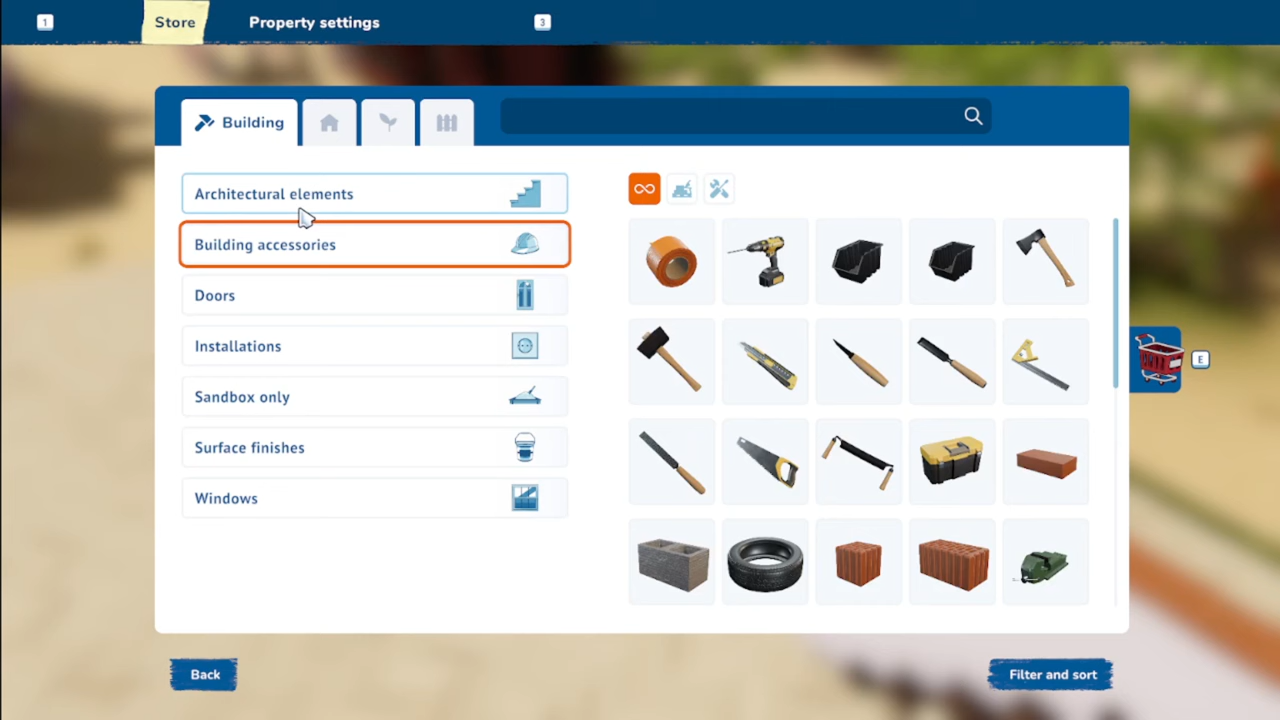 1
Store
Property settings
3
Building
Architectural elements
Building accessories
Doors
Installations
Sandbox only
Surface finishes
Windows
E
Back
Filter and sort